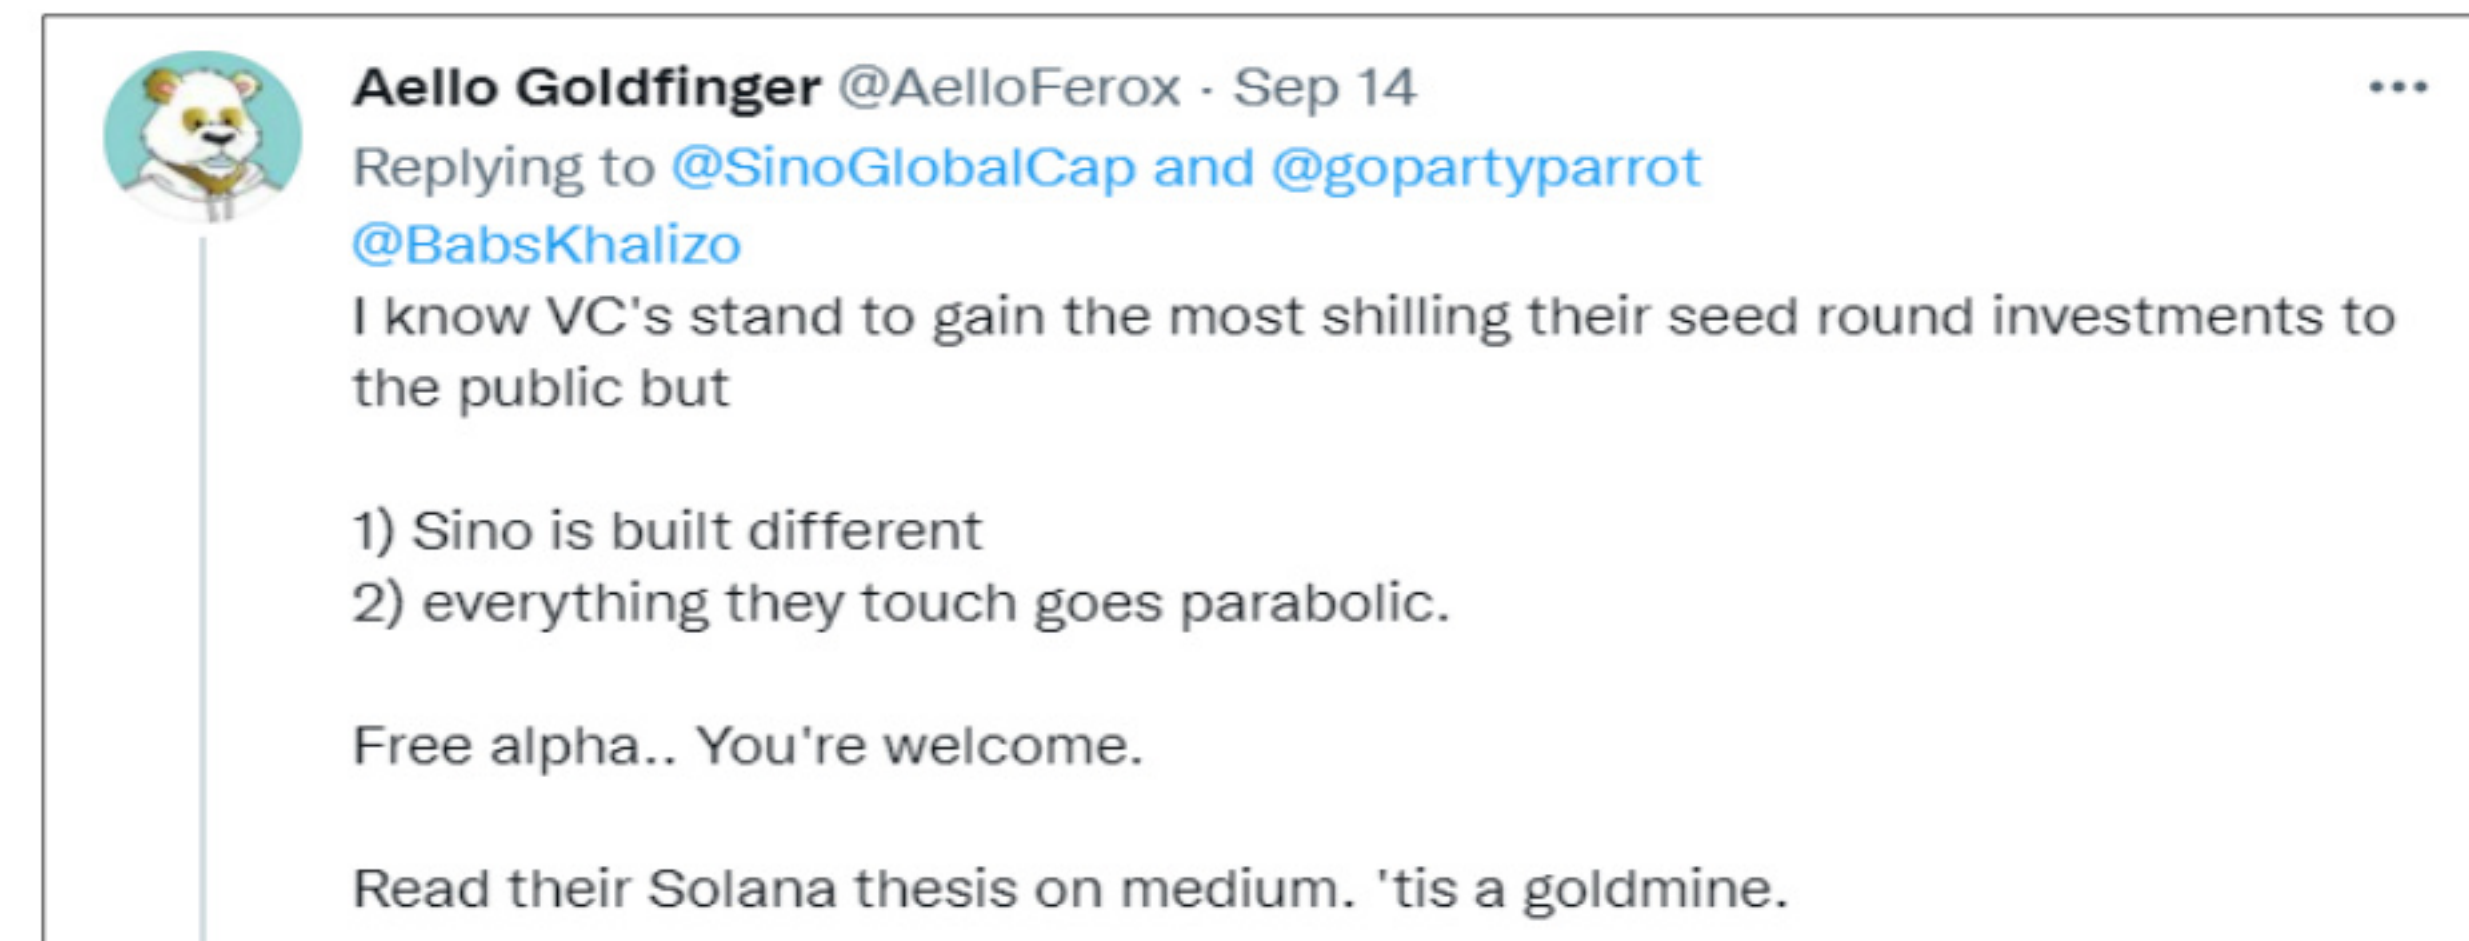 Aello Goldfinger @AelloFerox · Sep 14
Replying to @SinoGlobalCap and @gopartyparrot
@BabsKhalizo
I know VC's stand to gain the most shilling their seed round investments to
the public but
1) Sino is built different
2) everything they touch goes parabolic.
Free alpha.. You're welcome.
Read their Solana thesis on medium. 'tis a goldmine.